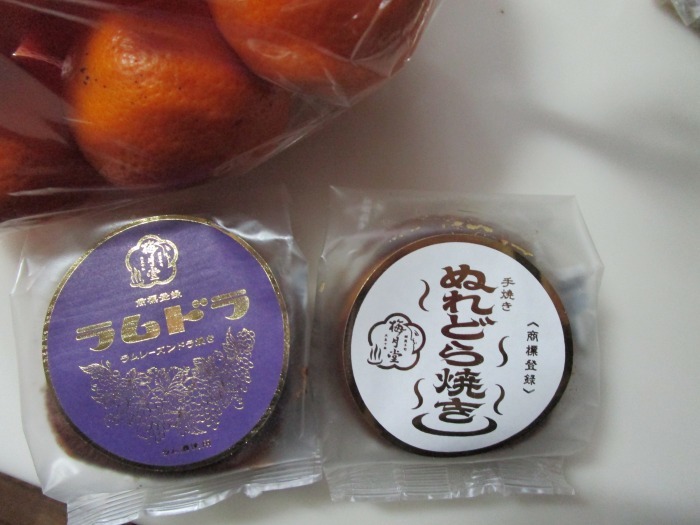 梅月堂
商標登録
ラムドラ
ラムレーズンドラ焼き
手焼き
ぬれどら焼き
(商標登録)
梅月堂